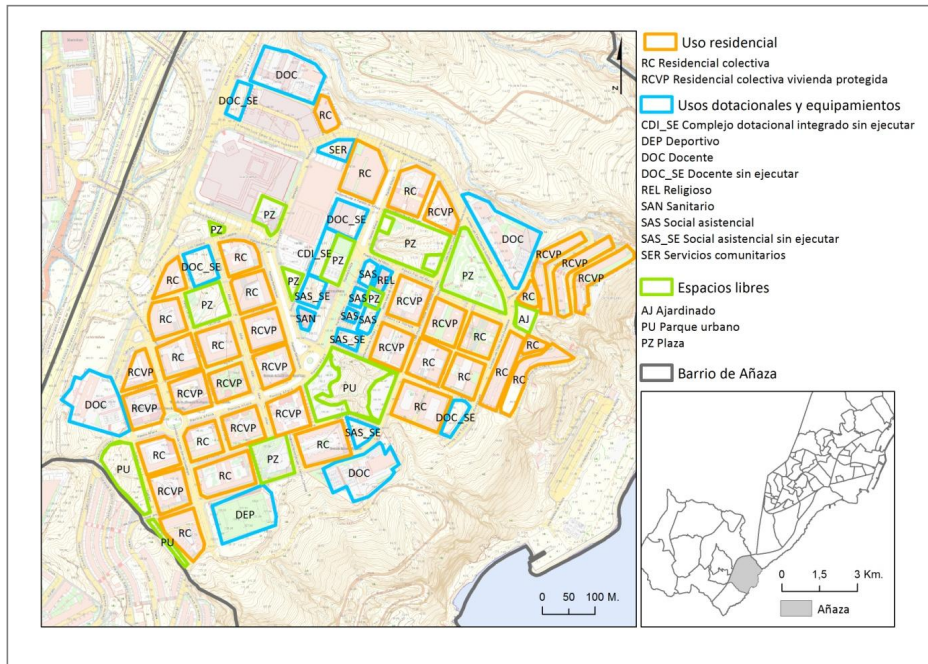 DOC
DOC_SE
RC
SER
RC
RC
RCVP
DOC_SE
PZ
PZ
CDI_SE
PZ
PZ
DOC
PZ
RCVP
RCVP
RCVP
RC
DOC_SE
RC
RC
PZ
PZ
SAS
REL
SAS_SE
SAS
PZ
SAN
SAS
SAS
SAS_SE
RCVP
RCVP
RC
AJ
RC
RC
RC
RCVP
RCVP
RC
RC
RC
RC
RCVP
RC
RCVP
RCVP
RCVP
RCVP
PU
RC
DOC_SE
DOC
RCVP
RCVP
RC
RC
RC
SAS_SE
PU
RCVP
RC
PZ
DOC
DEP
RC
PU
0 50 100 M.
N
Uso residencial
RC Residencial colectiva
RCVP Residencial colectiva vivienda protegida
Usos dotacionales y equipamientos
CDI_SE Complejo dotacional integrado sin ejecutar
DEP Deportivo
DOC Docente
DOC_SE Docente sin ejecutar
REL Religioso
SAN Sanitario
SAS Social asistencial
SAS_SE Social asistencial sin ejecutar
SER Servicios comunitarios
Espacios libres
AJ Ajardinado
PU Parque urbano
PZ Plaza
Barrio de Añaza
0 1,5 3 Km.
Añaza